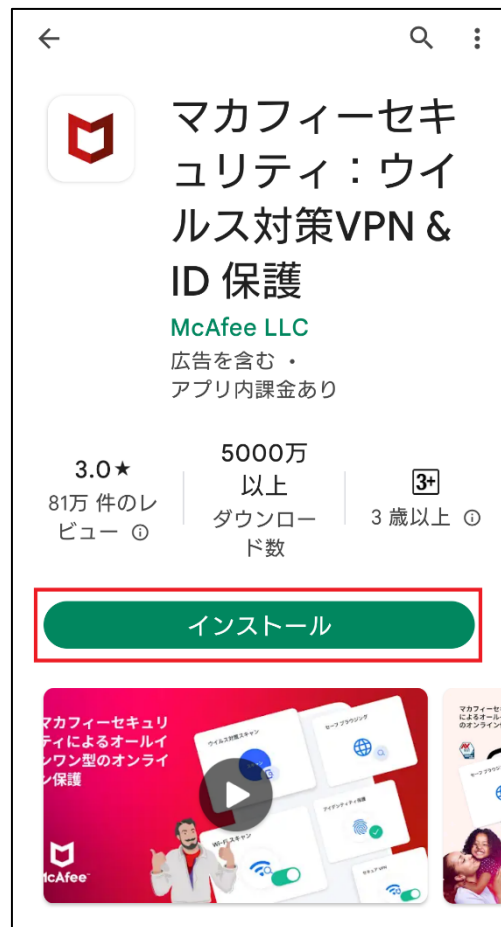 マカフィーセキ
ュリティ：ウイ
ルス対策VPN &
ID 保護
McAfee LLC
広告を含む ・
アプリ内課金あり
3.0★
81万 件のレ
ビュー
5000万
以上
ダウンロー
ド数
3+
3 歳以上
インストール
マカフィーセキュリ
ティによるオールイ
ンワン型のオンライ
ン保護
McAfee
ウイルス対策スキャン
セーフ ブラウジング
アイデンティティ保護
Wi-Fi スキャン
セキュア VPN